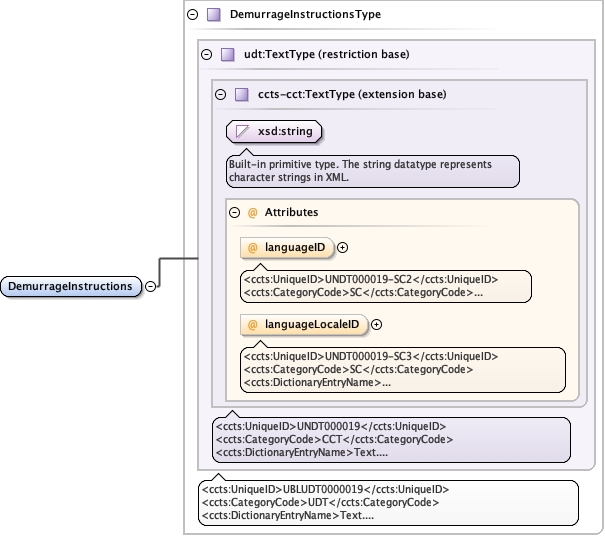 DemurrageInstructionsType
udt:TextType (restriction base)
ccts-cct:TextType (extension base)
xsd:string
Built-in primitive type. The string datatype represents
character strings in XML.
@ Attributes
@ languageID
<ccts:UniqueID>UNDT000019-SC2</ccts:UniqueID>
<ccts:CategoryCode>SC</ccts:CategoryCode>...
@ languageLocaleID
<ccts:UniqueID>UNDT000019-SC3</ccts:UniqueID>
<ccts:CategoryCode>SC</ccts:CategoryCode>
<ccts:DictionaryEntryName>...
DemurrageInstructions
<ccts:UniqueID>UNDT000019</ccts:UniqueID>
<ccts:CategoryCode>CCT</ccts:CategoryCode>
<ccts:DictionaryEntryName>Text....
<ccts:UniqueID>UBLUDT0000019</ccts:UniqueID>
<ccts:CategoryCode>UDT</ccts:CategoryCode>
<ccts:DictionaryEntryName>Text....